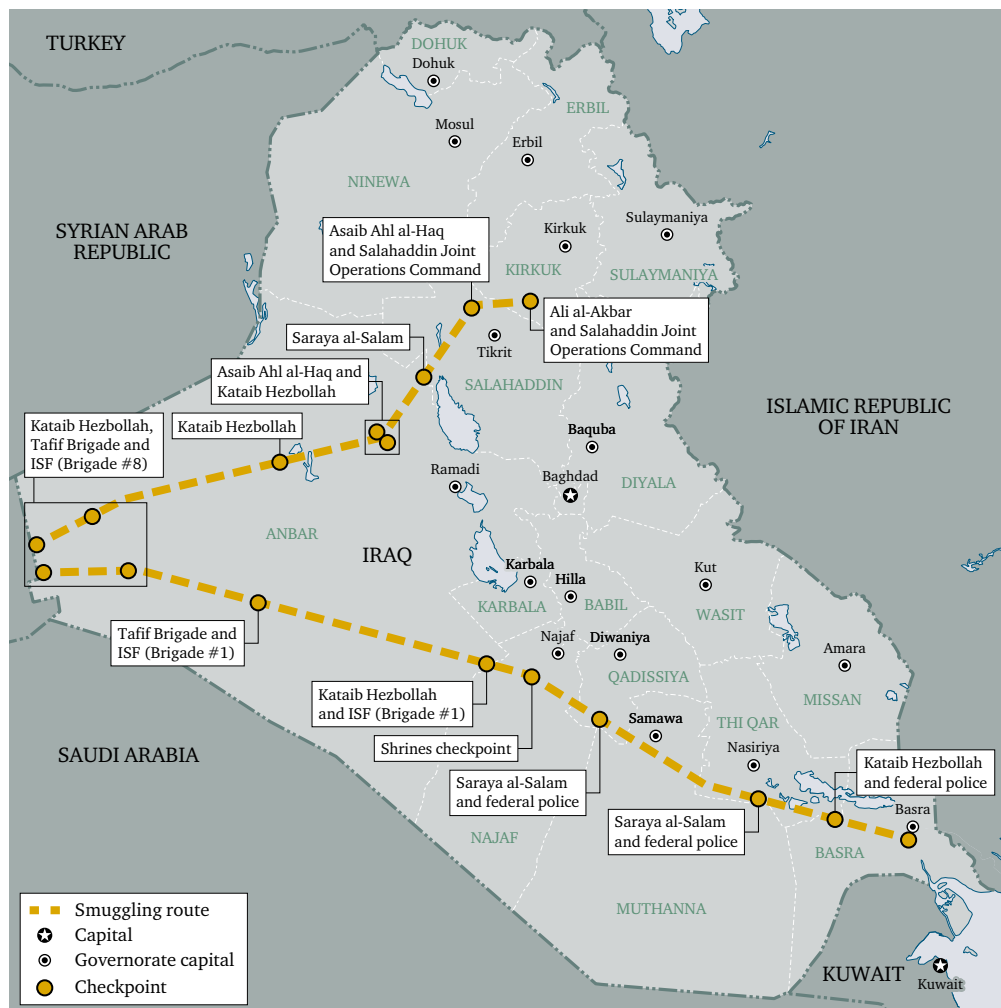 TURKEY
DOHUK
Dohuk
ERBIL
Mosul
Erbil
NINEWA
SYRIAN ARAB
REPUBLIC
Asaib Ahl al-Haq
and Salahaddin Joint
Operations Command
Kirkuk
Sulaymaniya
KIRKUK
SULAYMANIYA
Ali al-Akbar
and Salahaddin Joint
Operations Command
Saraya al-Salam
Tikrit
Asaib Ahl al-Haq and
Kataib Hezbollah
SALAHADDIN
ISLAMIC REPUBLIC
OF IRAN
Kataib Hezbollah,
Tafif Brigade and
ISF (Brigade #8)
Kataib Hezbollah
Baquba
Ramadi
Baghdad
DIYALA
ANBAR
IRAQ
Karbala
Hilla
Kut
KARBALA
BABIL
WASIT
Tafif Brigade and
ISF (Brigade #1)
Najaf
Diwaniya
Amara
QADISSIYA
MISSAN
Kataib Hezbollah
and ISF (Brigade #1)
Samawa
THI QAR
Shrines checkpoint
Nasiriya
SAUDI ARABIA
Kataib Hezbollah
and federal police
Saraya al-Salam
and federal police
Basra
Saraya al-Salam
and federal police
NAJAF
BASRA
MUTHANNA
Smuggling route
Capital
Governorate capital
Checkpoint
KUWAIT
Kuwait